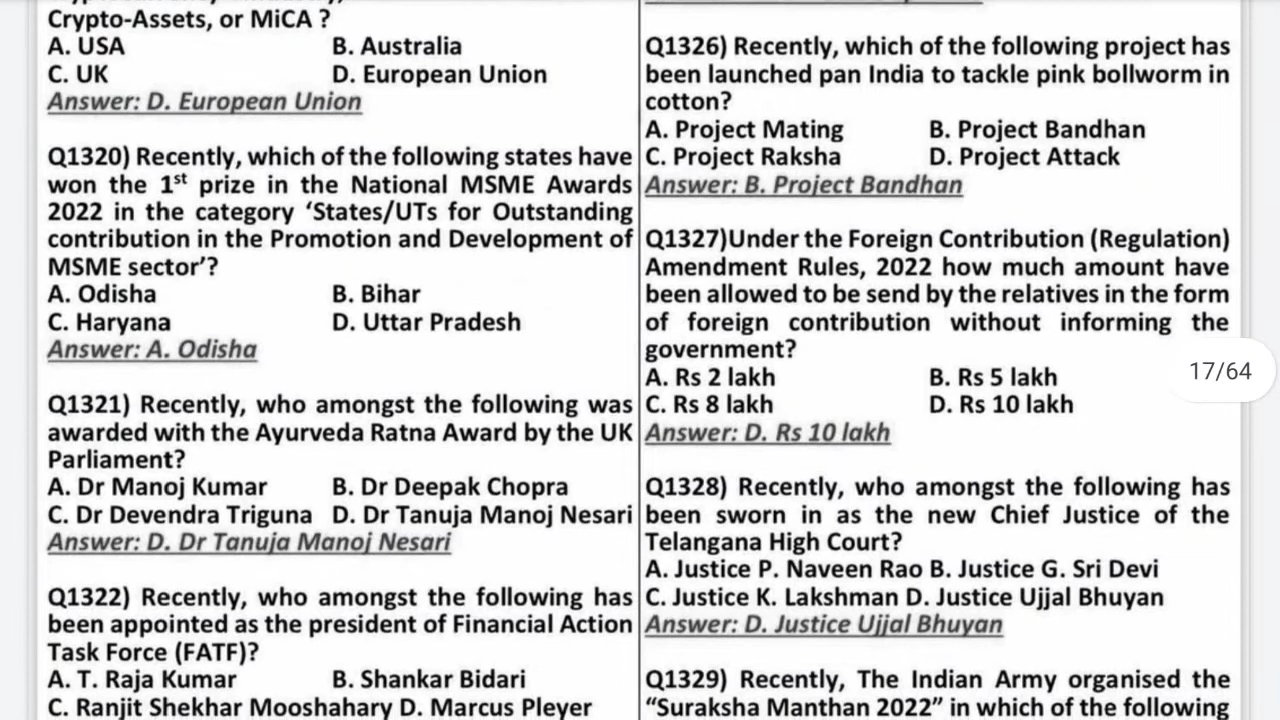 Crypto-Assets, or MiCA ?
A. USA B. Australia
C. UK D. European Union
Answer: D. European Union
Q1320) Recently, which of the following states have
won the 1st prize in the National MSME Awards
2022 in the category ‘States/UTs for Outstanding
contribution in the Promotion and Development of
MSME sector’?
A. Odisha B. Bihar
C. Haryana D. Uttar Pradesh
Answer: A. Odisha
Q1321) Recently, who amongst the following was
awarded with the Ayurveda Ratna Award by the UK
Parliament?
A. Dr Manoj Kumar B. Dr Deepak Chopra
C. Dr Devendra Triguna D. Dr Tanuja Manoj Nesari
Answer: D. Dr Tanuja Manoj Nesari
Q1322) Recently, who amongst the following has
been appointed as the president of Financial Action
Task Force (FATF)?
A. T. Raja Kumar B. Shankar Bidari
C. Ranjit Shekhar Mooshahary D. Marcus Pleyer
Q1326) Recently, which of the following project has
been launched pan India to tackle pink bollworm in
cotton?
A. Project Mating B. Project Bandhan
C. Project Raksha D. Project Attack
Answer: B. Project Bandhan
Q1327)Under the Foreign Contribution (Regulation)
Amendment Rules, 2022 how much amount have
been allowed to be send by the relatives in the form
of foreign contribution without informing the
government?
A. Rs 2 lakh B. Rs 5 lakh
C. Rs 8 lakh D. Rs 10 lakh
Answer: D. Rs 10 lakh
Q1328) Recently, who amongst the following has
been sworn in as the new Chief Justice of the
Telangana High Court?
A. Justice P. Naveen Rao B. Justice G. Sri Devi
C. Justice K. Lakshman D. Justice Ujjal Bhuyan
Answer: D. Justice Ujjal Bhuyan
Q1329) Recently, The Indian Army organised the
“Suraksha Manthan 2022” in which of the following
17/64